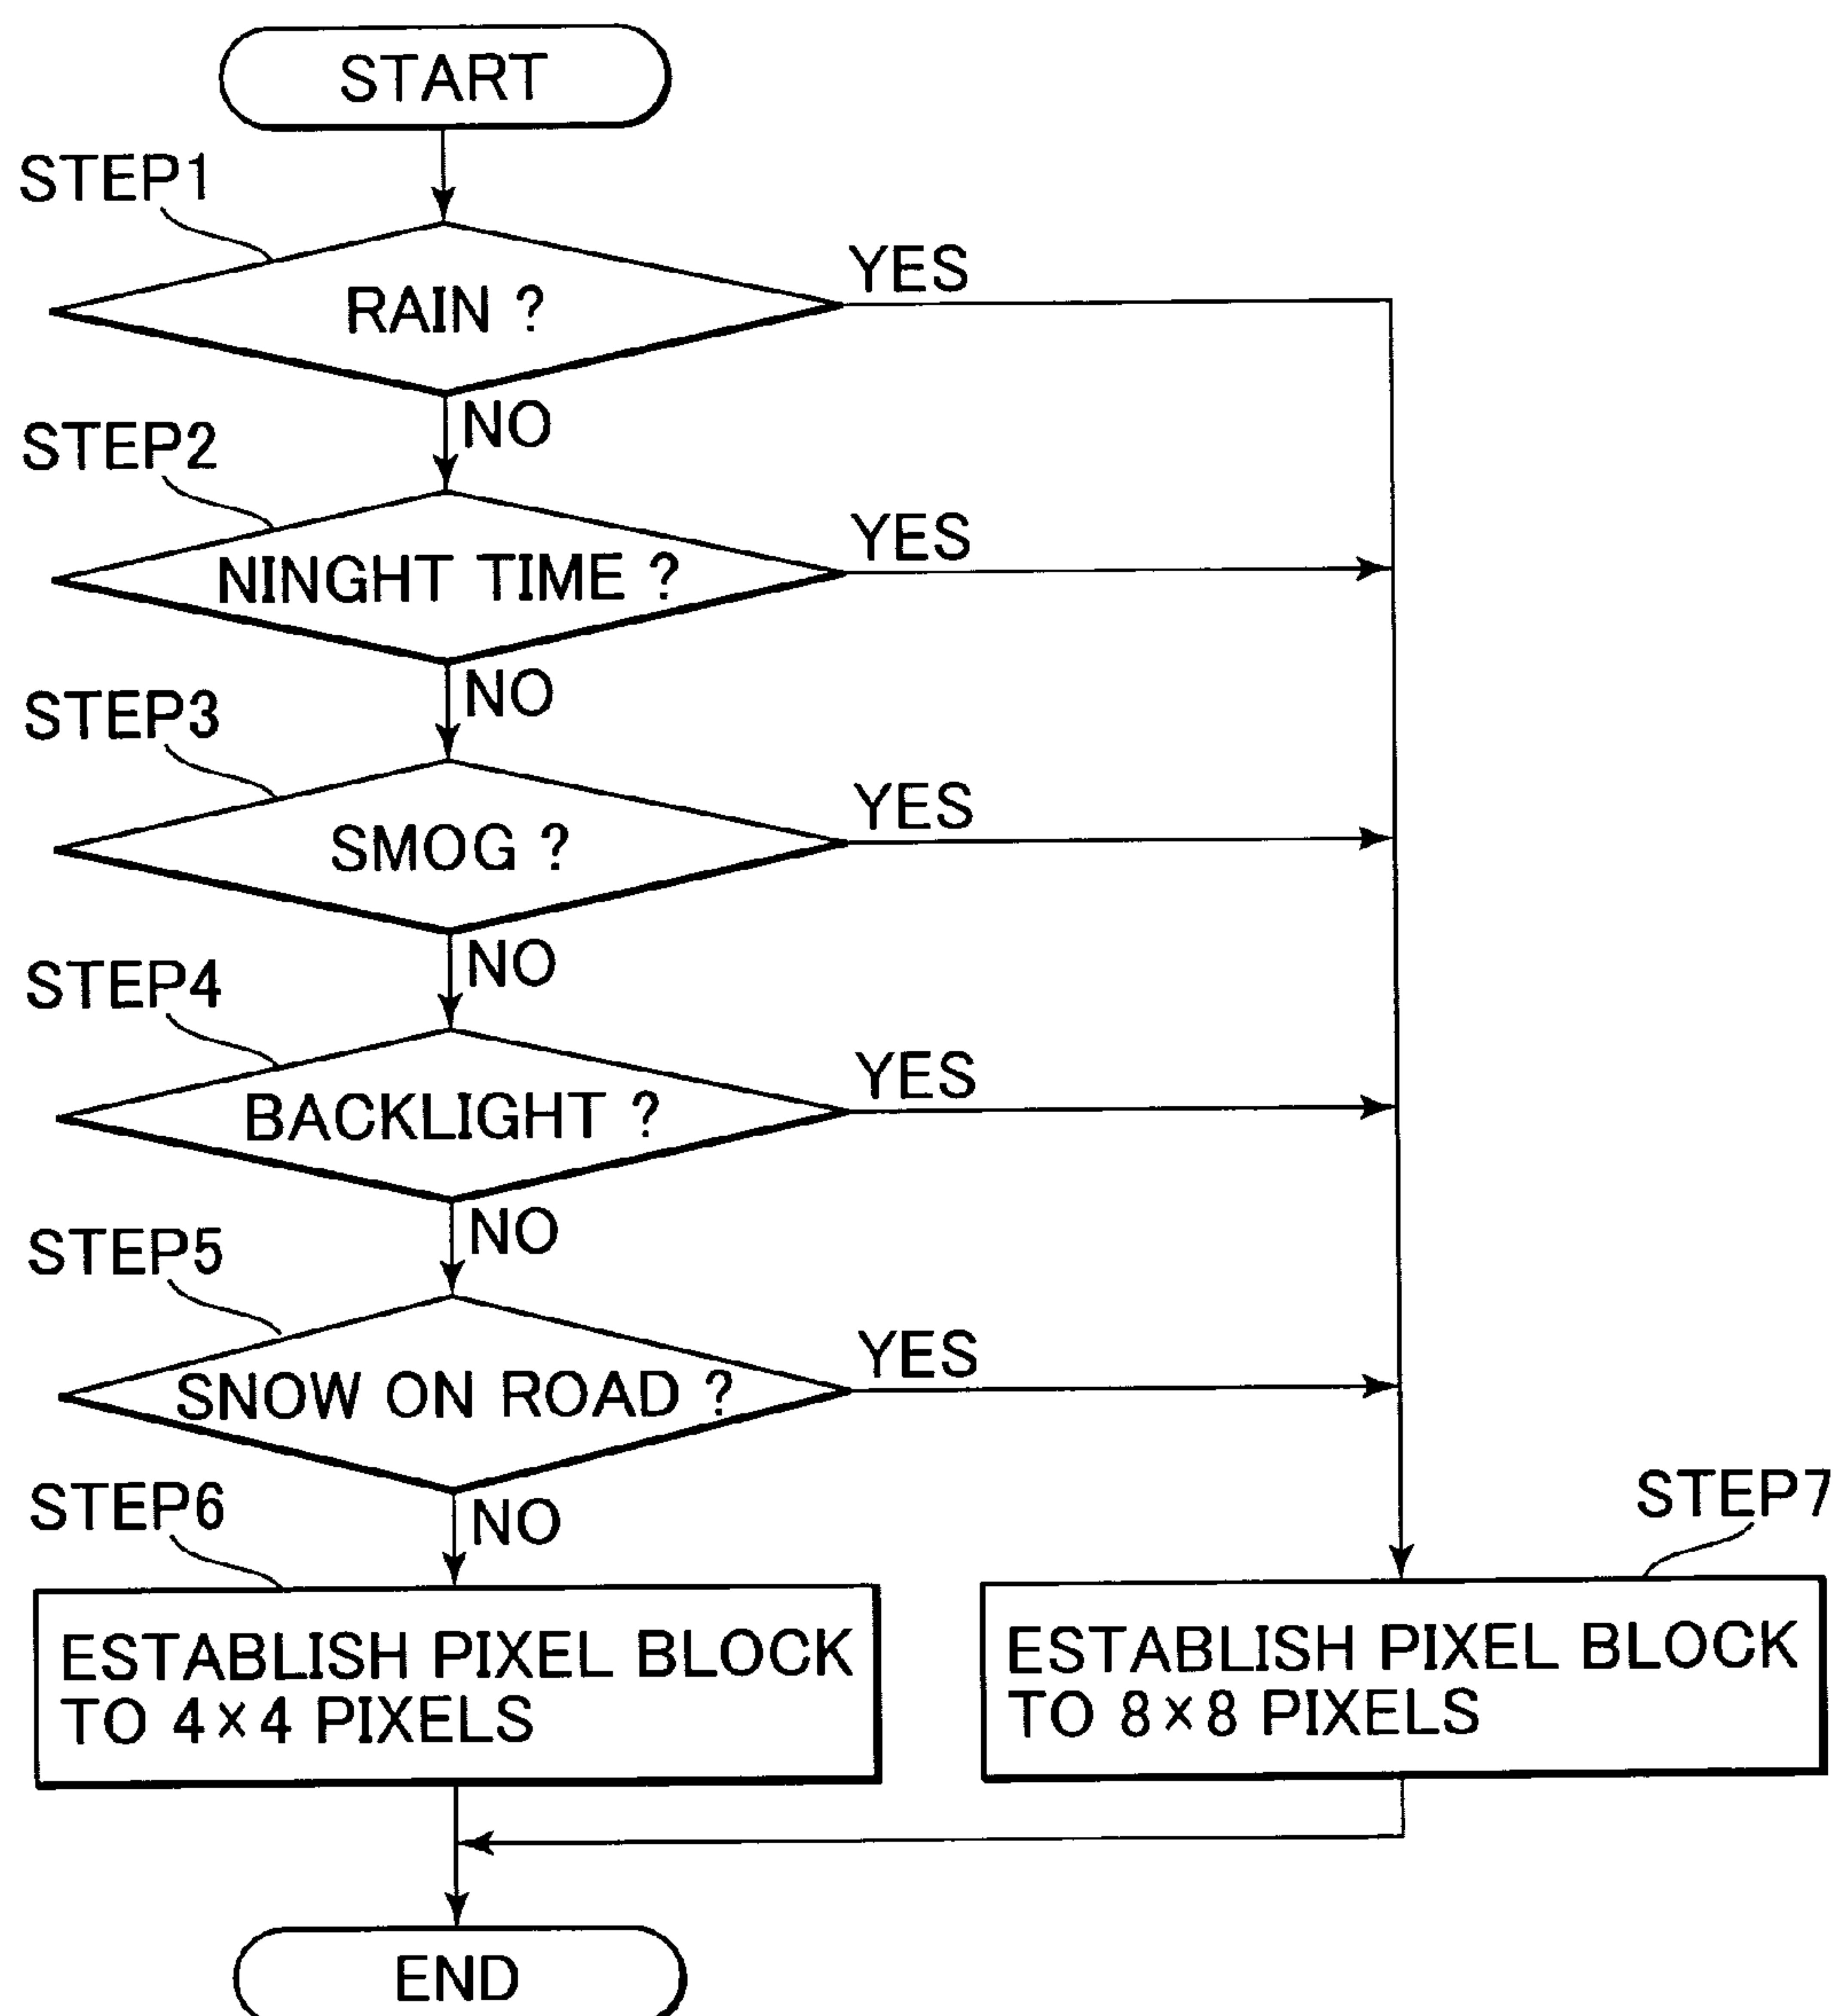 START
STEP1
RAIN ?
YES
NO
STEP2
NINGHT TIME ?
YES
NO
STEP3
SMOG ?
YES
NO
STEP4
BACKLIGHT ?
YES
NO
STEP5
SNOW ON ROAD ?
YES
NO
STEP6
ESTABLISH PIXEL BLOCK
TO 4×4 PIXELS
STEP7
ESTABLISH PIXEL BLOCK
TO 8×8 PIXELS
END